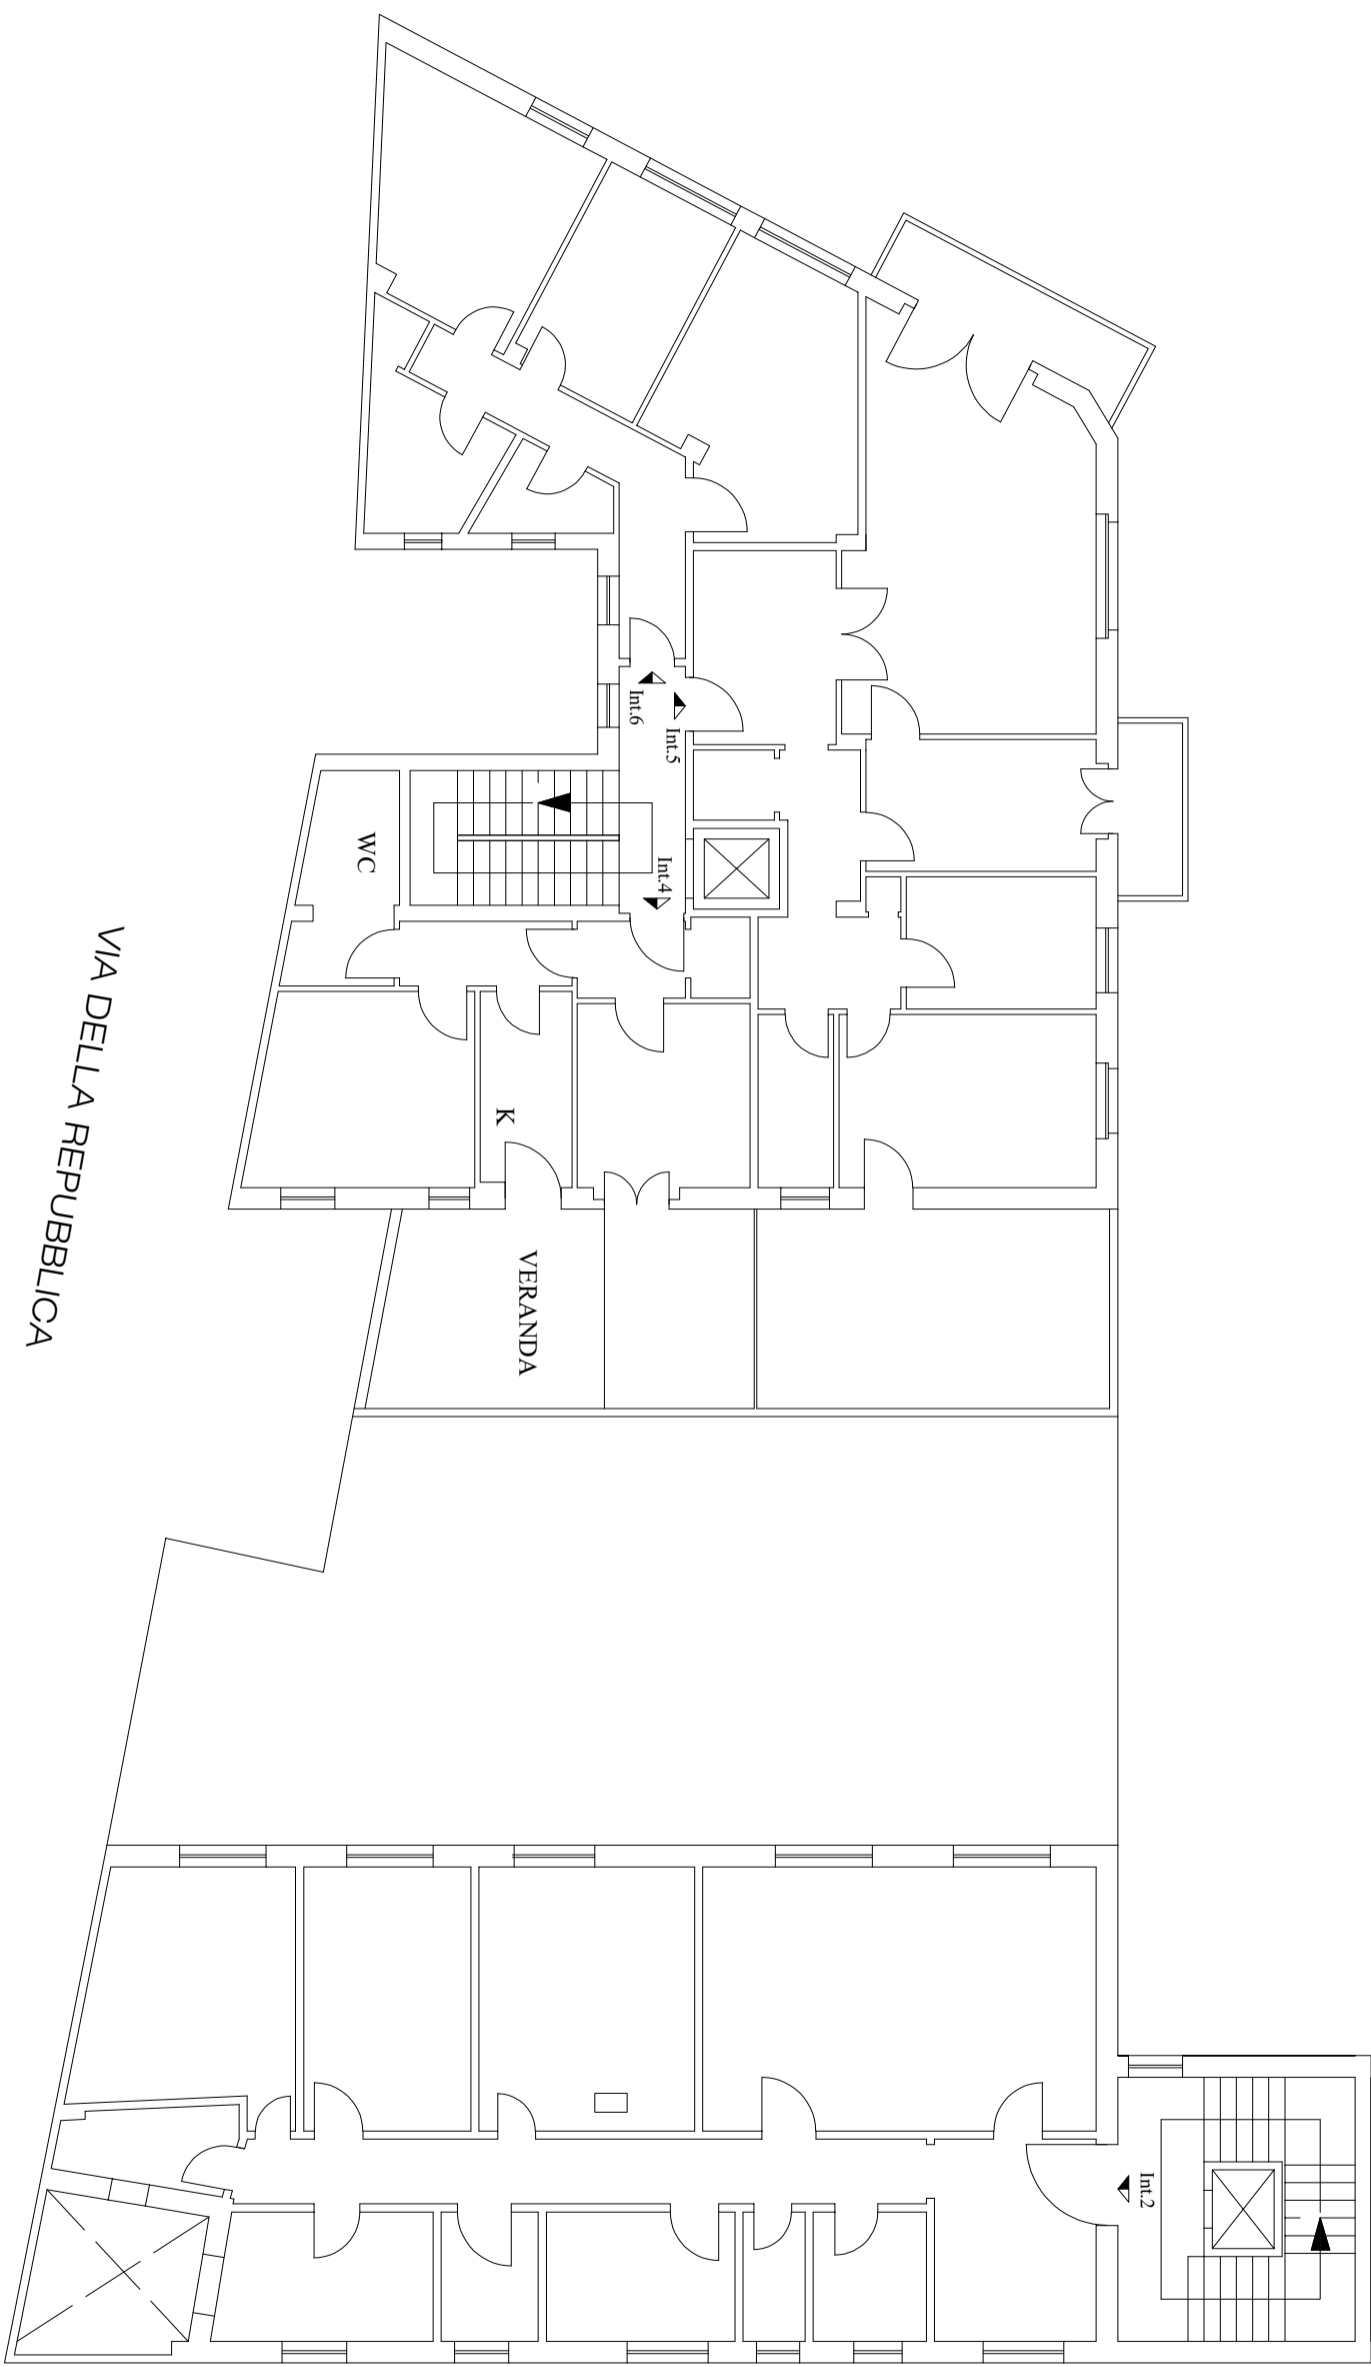 Int.6
Int.5
WC
Int.4
VIA DELLA REPUBBLICA
K
VERANDA
Int.2